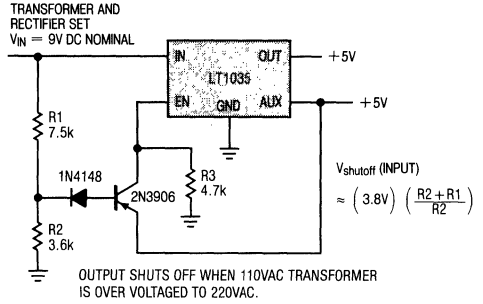 TRANSFORMER AND
RECTIFIER SET
VIN = 9V DC NOMINAL
IN
OUT
+5V
LT1035
EN
GND
AUX
+5V
R1
7.5k
1N4148
2N3906
R3
4.7k
R2
3.6k
Vshutoff (INPUT)
≈ (3.8V) (R2+R1
R2)
OUTPUT SHUTS OFF WHEN 110VAC TRANSFORMER
IS OVER VOLTAGED TO 220VAC.